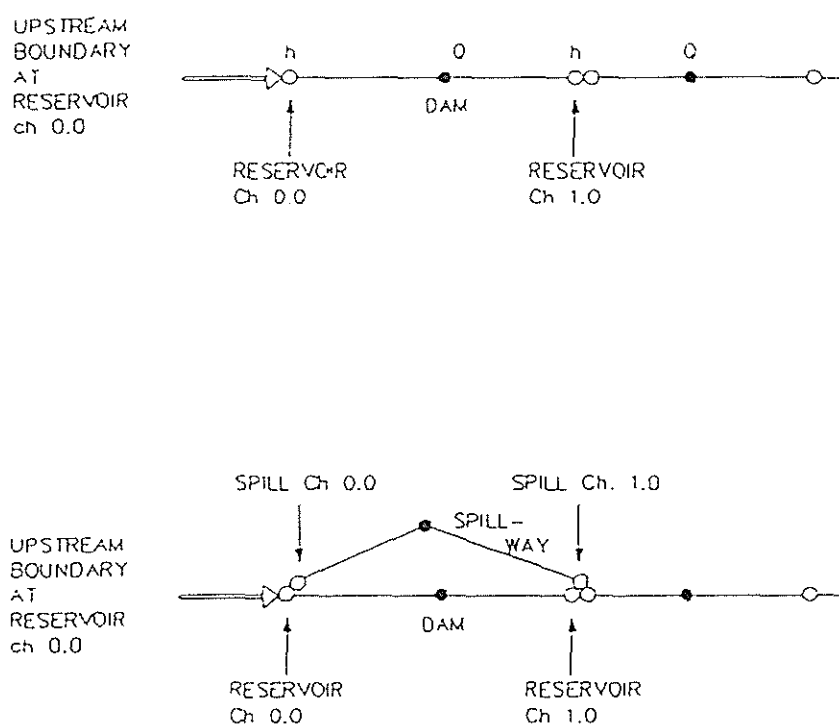 UPSTREAM
BOUNDARY
AT
RESERVOIR
ch 0.0
h Q h Q
DAM
RESERVOIR
Ch 0.0
RESERVOIR
Ch 1.0
SPILL Ch 0.0
SPILL Ch. 1.0
SPILL-
WAY
UPSTREAM
BOUNDARY
AT
RESERVOIR
ch 0.0
DAM
RESERVOIR
Ch 0.0
RESERVOIR
Ch 1.0